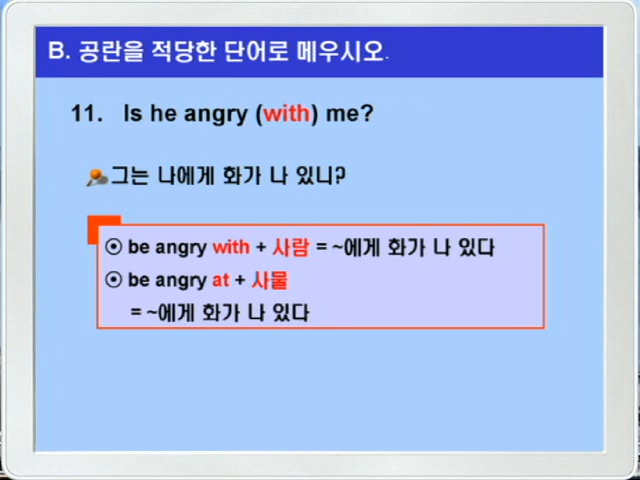 B. 공란을 적당한 단어로 메우시오.
11. Is he angry (with) me?
그는 나에게 화가 나 있니?
⊙ be angry with + 사람 = ~에게 화가 나 있다
⊙ be angry at + 사물
= ~에게 화가 나 있다